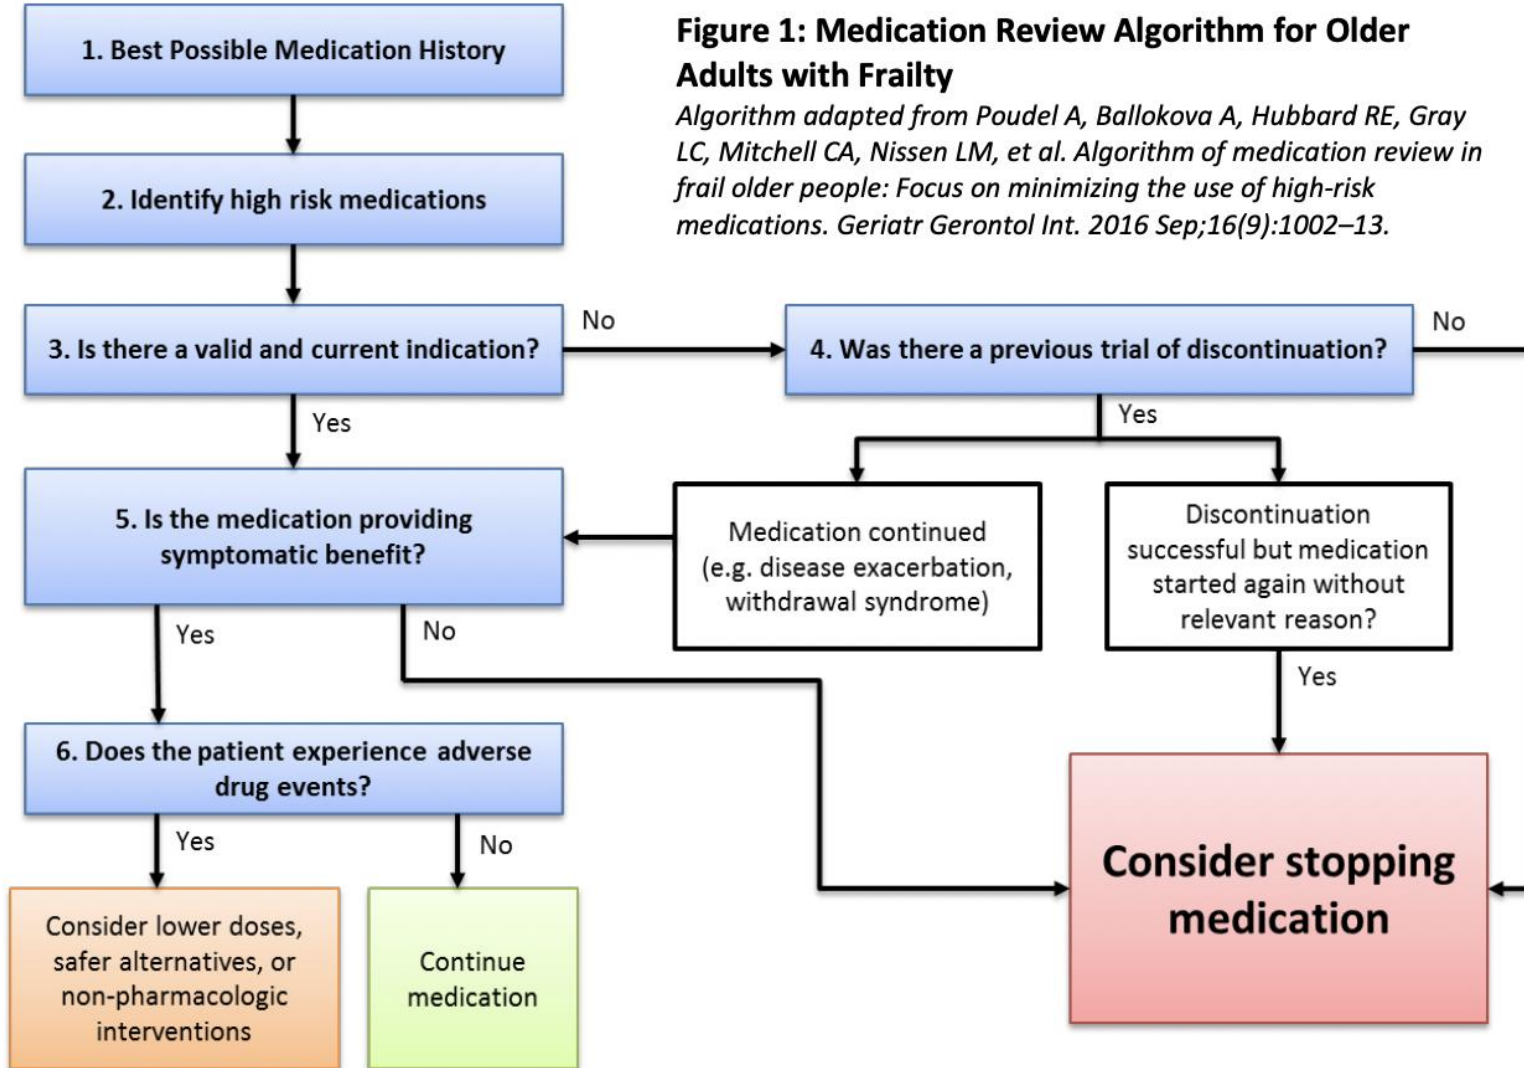 Figure 1: Medication Review Algorithm for Older
Adults with Frailty
Algorithm adapted from Poudel A, Ballokova A, Hubbard RE, Gray
LC, Mitchell CA, Nissen LM, et al. Algorithm of medication review in
frail older people: Focus on minimizing the use of high-risk
medications. Geriatr Gerontol Int. 2016 Sep;16(9):1002–13.
1. Best Possible Medication History
2. Identify high risk medications
3. Is there a valid and current indication?
No
4. Was there a previous trial of discontinuation?
No
Yes
Yes
5. Is the medication providing
symptomatic benefit?
Medication continued
(e.g. disease exacerbation,
withdrawal syndrome)
Discontinuation
successful but medication
started again without
relevant reason?
Yes
No
Yes
6. Does the patient experience adverse
drug events?
Yes
No
Consider lower doses,
safer alternatives, or
non-pharmacologic
interventions
Continue
medication
Consider stopping
medication